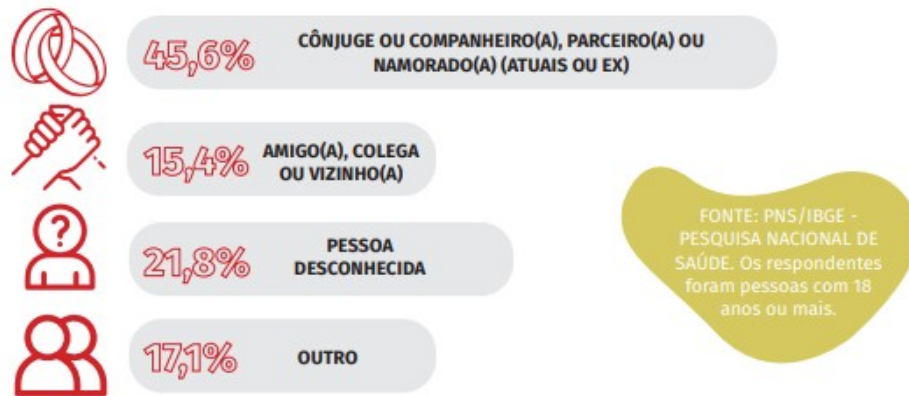 45,6%
CÔNJUGE OU COMPANHEIRO(A), PARCEIRO(A) OU
NAMORADO(A) (ATUAIS OU EX)
15,4%
AMIGO(A), COLEGA
OU VIZINHO(A)
?
21,8%
PESSOA
DESCONHECIDA
17,1%
OUTRO
FONTE: PNS/IBGE -
PESQUISA NACIONAL DE
SAÚDE. Os respondentes
foram pessoas com 18
anos ou mais.